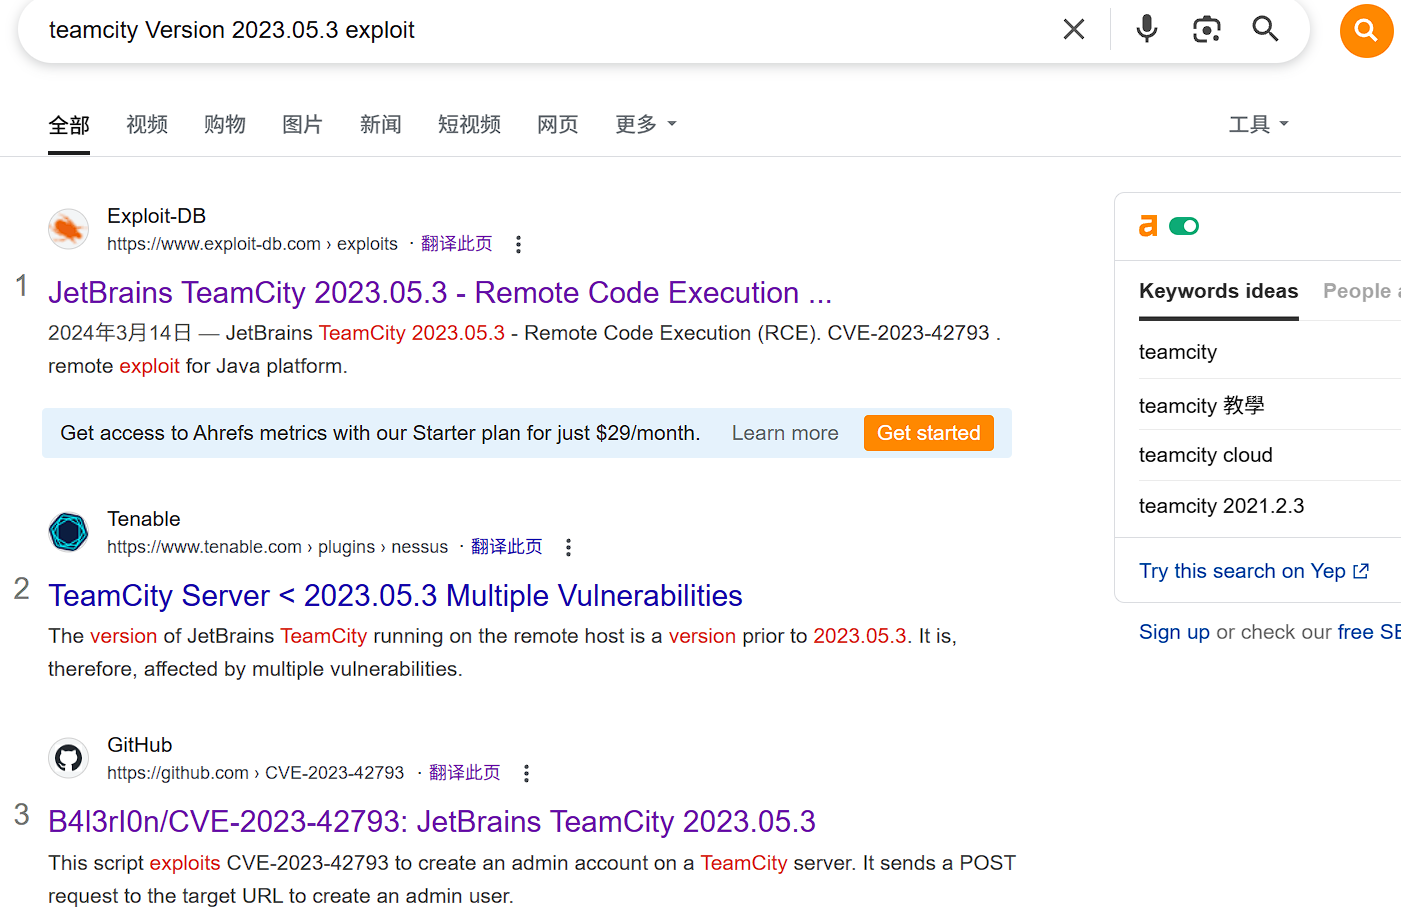 teamcity Version 2023.05.3 exploit
全部 视频 购物 图片 新闻 短视频 网页 更多 工具
Exploit-DB
https://www.exploit-db.com › exploits · 翻译此页
1 JetBrains TeamCity 2023.05.3 - Remote Code Execution ...
2024年3月14日 — JetBrains TeamCity 2023.05.3 - Remote Code Execution (RCE). CVE-2023-42793 .
remote exploit for Java platform.
Get access to Ahrefs metrics with our Starter plan for just $29/month. Learn more Get started
Tenable
https://www.tenable.com › plugins › nessus · 翻译此页
2 TeamCity Server < 2023.05.3 Multiple Vulnerabilities
The version of JetBrains TeamCity running on the remote host is a version prior to 2023.05.3. It is,
therefore, affected by multiple vulnerabilities.
GitHub
https://github.com › CVE-2023-42793 · 翻译此页
3 B4l3rI0n/CVE-2023-42793: JetBrains TeamCity 2023.05.3
This script exploits CVE-2023-42793 to create an admin account on a TeamCity server. It sends a POST
request to the target URL to create an admin user.
a
Keywords ideas People a
teamcity
teamcity 教學
teamcity cloud
teamcity 2021.2.3
Try this search on Yep
Sign up or check our free SE